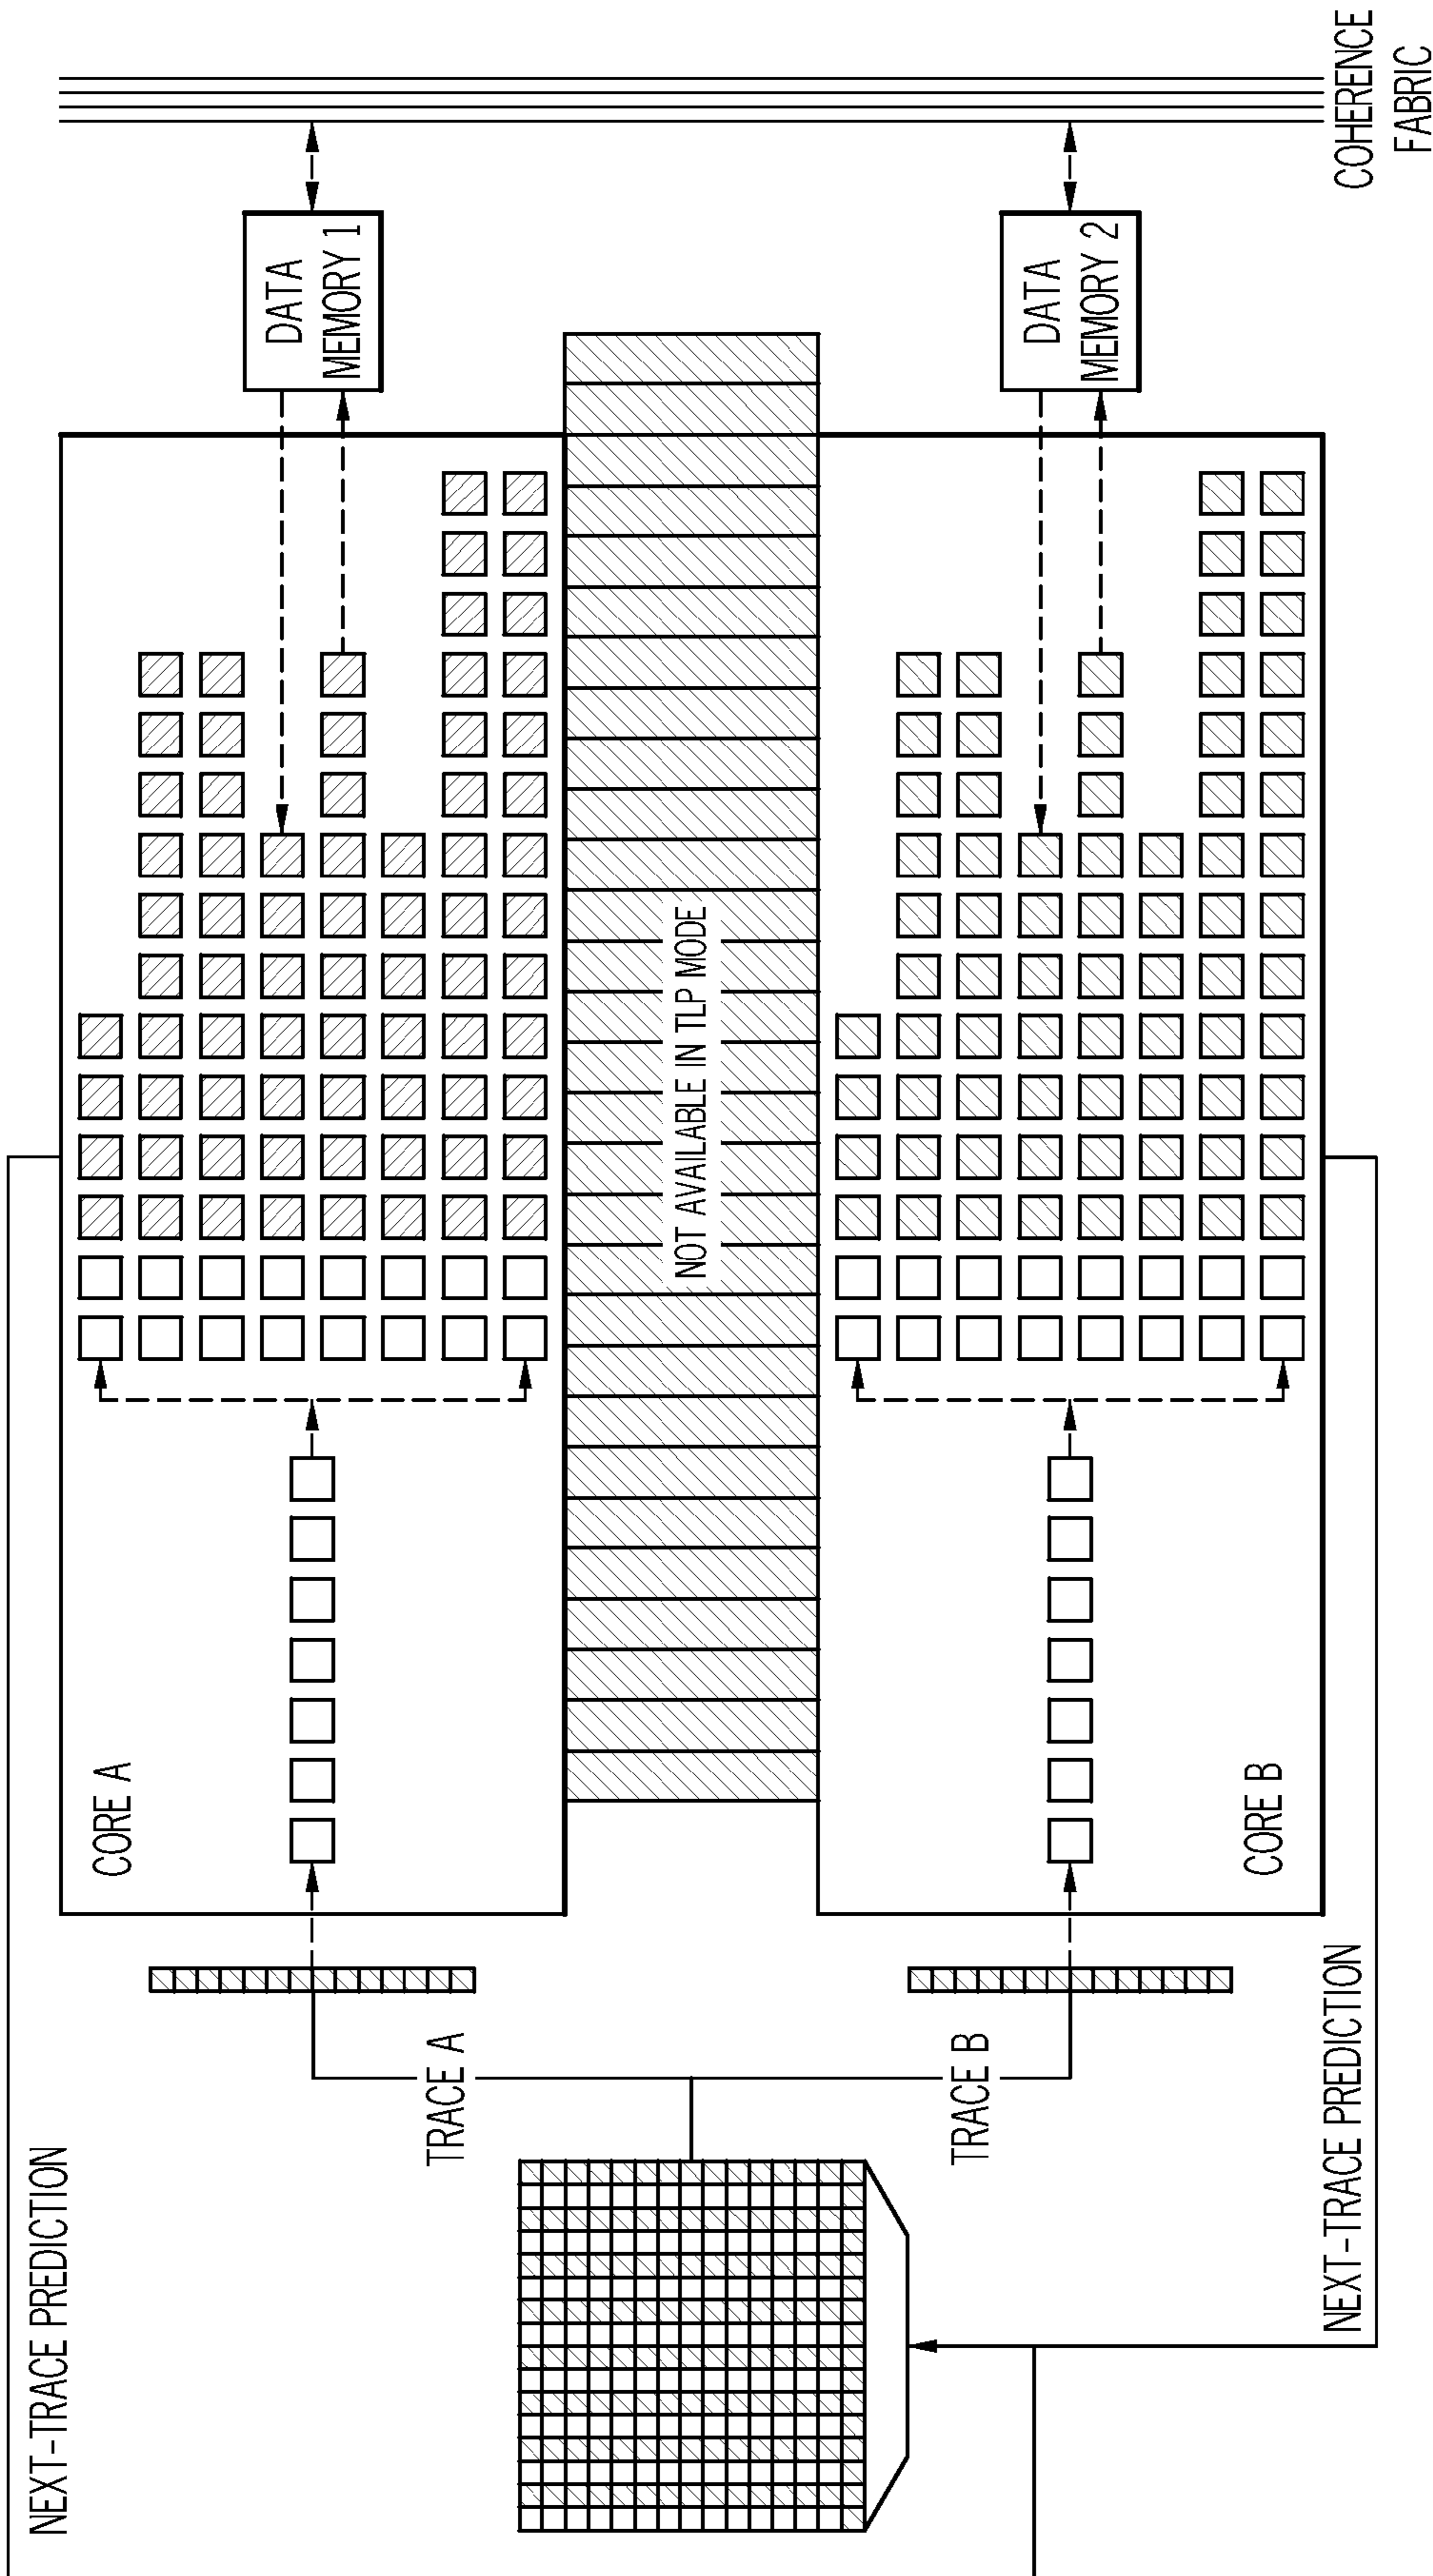 NEXT-TRACE PREDICTION
CORE A
DATA
MEMORY 1
TRACE A
NOT AVAILABLE IN TLP MODE
TRACE B
DATA
MEMORY 2
CORE B
NEXT-TRACE PREDICTION
COHERENCE
FABRIC